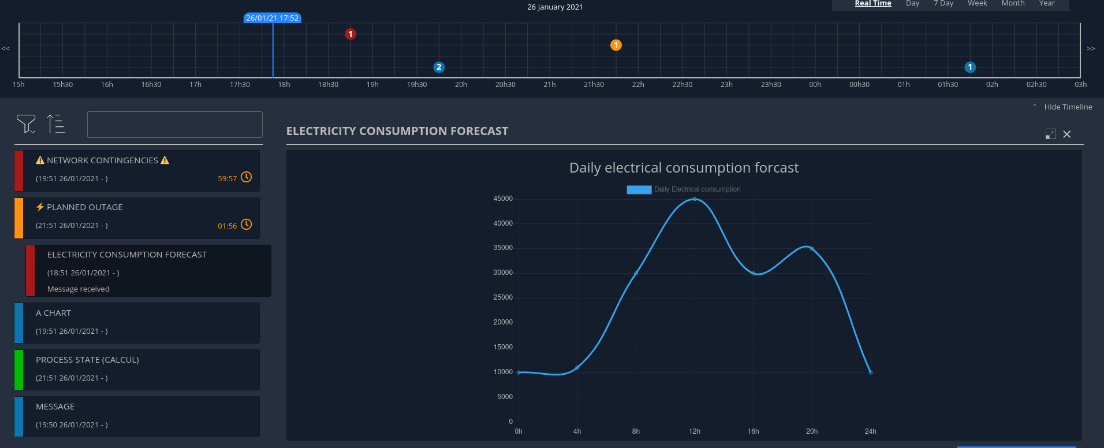 26 January 2021
Real Time Day 7 Day Week Month Year
26/01/21 17:52
1
1
2
1
<<
>>
15h 15h30 16h 16h30 17h 17h30 18h 18h30 19h 19h30 20h 20h30 21h 21h30 22h 22h30 23h 23h30 00h 00h30 01h 01h30 02h 02h30 03h
Hide Timeline
ELECTRICITY CONSUMPTION FORECAST
NETWORK CONTINGENCIES
(19:51 26/01/2021 - )
59:57
PLANNED OUTAGE
(21:51 26/01/2021 - )
01:56
ELECTRICITY CONSUMPTION FORECAST
(18:51 26/01/2021 - )
Message received
A CHART
(19:51 26/01/2021 - )
PROCESS STATE (CALCUL)
(21:51 26/01/2021 - )
MESSAGE
(19:50 26/01/2021 - )
Daily electrical consumption forcast
Daily Electrical consumption
45000
40000
35000
30000
25000
20000
15000
10000
5000
0
0h 4h 8h 12h 16h 20h 24h